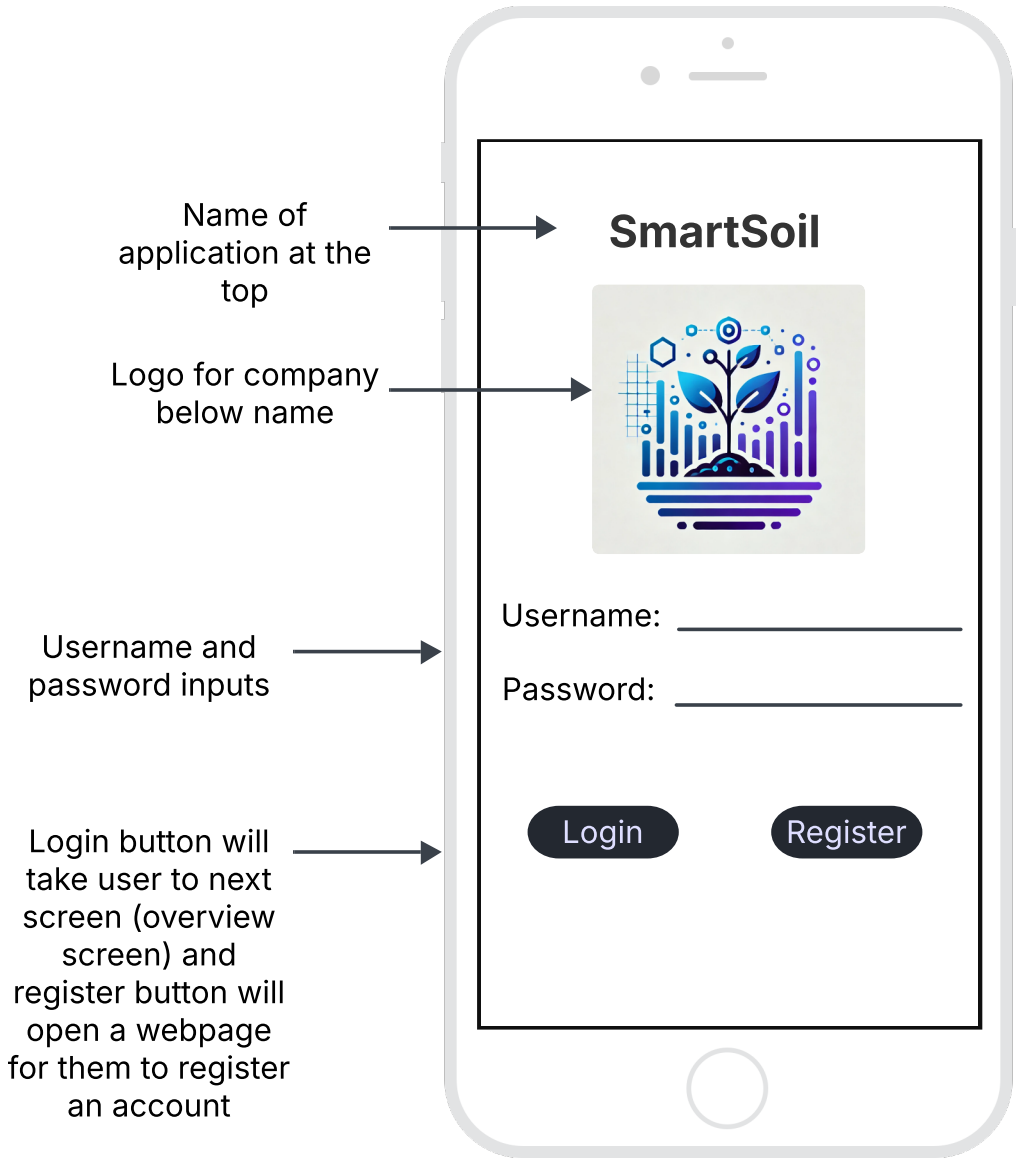 Name of
application at the
top
SmartSoil
Logo for company
below name
Username and
password inputs
Username:
Password:
Login button will
take user to next
screen (overview
screen) and
register button will
open a webpage
for them to register
an account
Login
Register